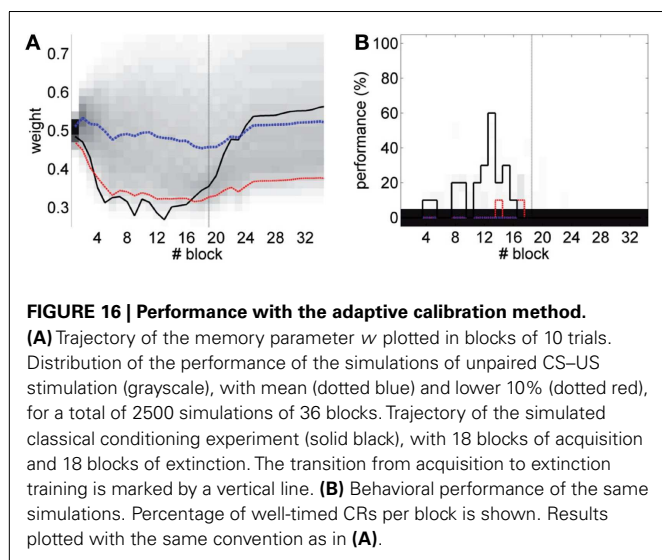 A
B
0.7
0.6
0.5
0.4
0.3
weight
4 8 12 16 20 24 28 32
# block
100
80
60
40
20
0
performance (%)
4 8 12 16 20 24 28 32
# block
FIGURE 16 | Performance with the adaptive calibration method.
(A) Trajectory of the memory parameter w plotted in blocks of 10 trials.
Distribution of the performance of the simulations of unpaired CS–US
stimulation (grayscale), with mean (dotted blue) and lower 10% (dotted red),
for a total of 2500 simulations of 36 blocks. Trajectory of the simulated
classical conditioning experiment (solid black), with 18 blocks of acquisition
and 18 blocks of extinction. The transition from acquisition to extinction
training is marked by a vertical line. (B) Behavioral performance of the same
simulations. Percentage of well-timed CRs per block is shown. Results
plotted with the same convention as in (A).